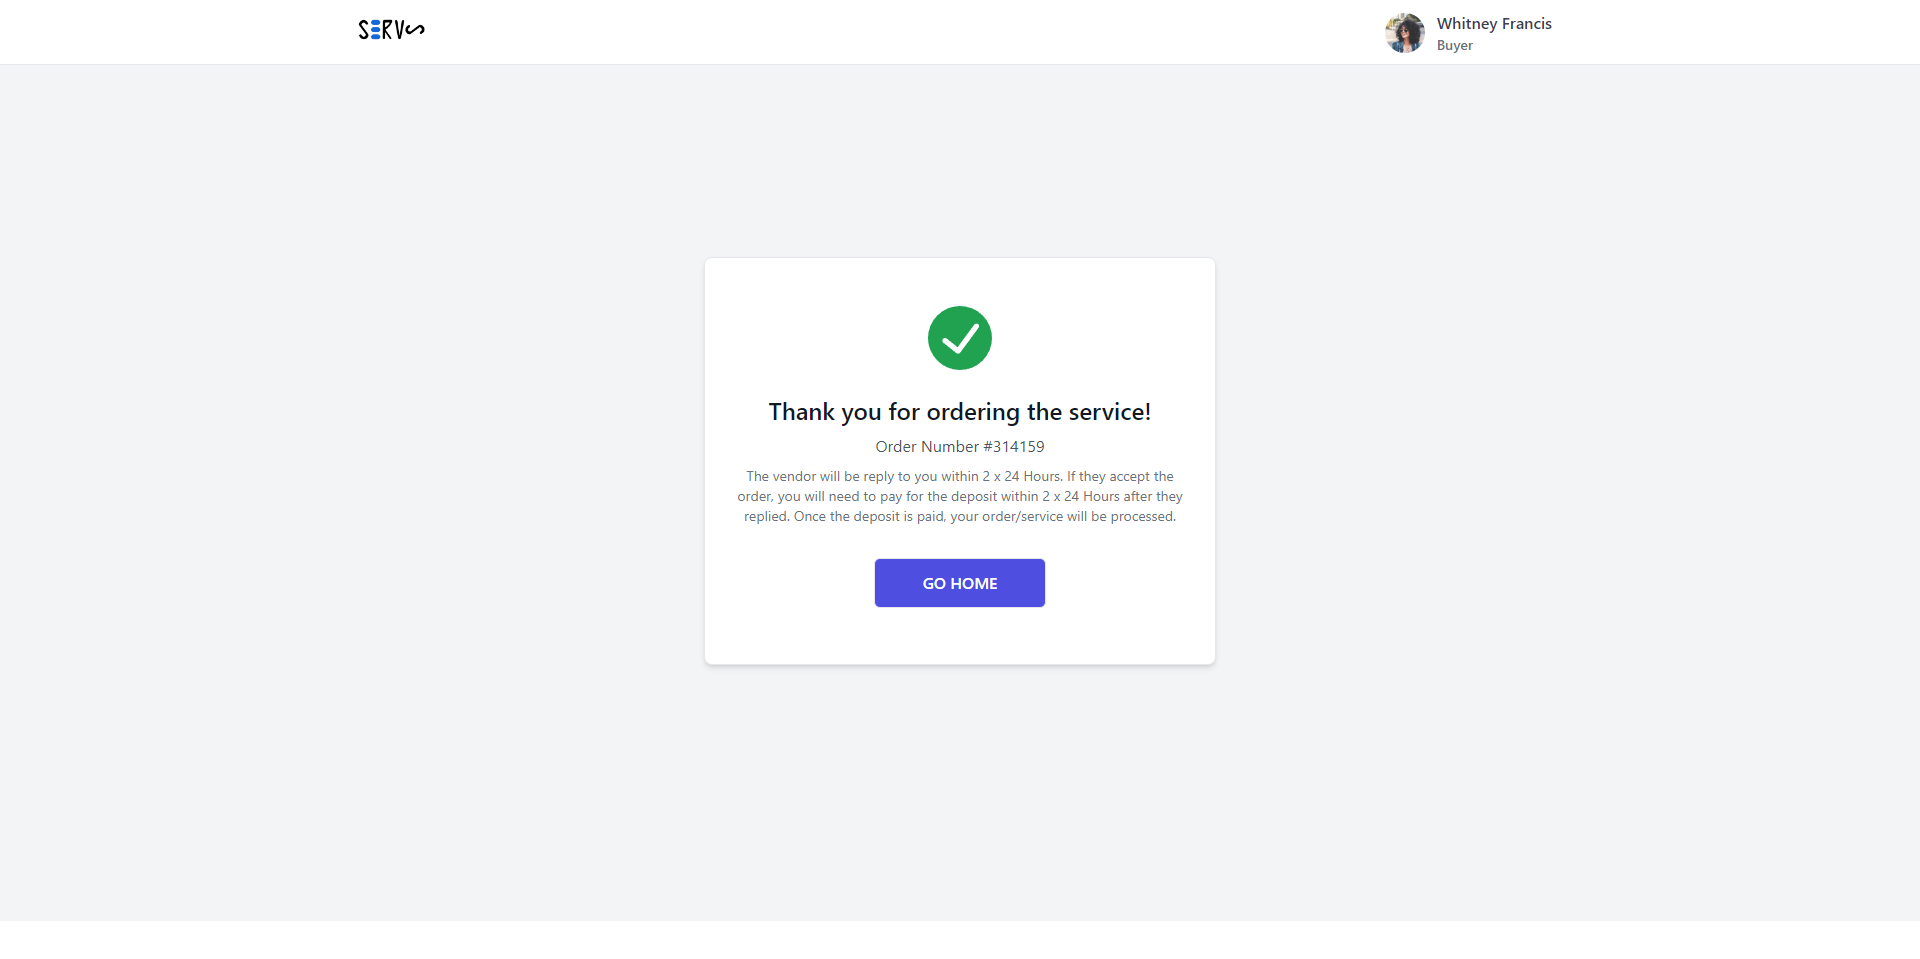 SERVS
Whitney Francis
Buyer
Thank you for ordering the service!
Order Number #314159
The vendor will be reply to you within 2 x 24 Hours. If they accept the
order, you will need to pay for the deposit within 2 x 24 Hours after they
replied. Once the deposit is paid, your order/service will be processed.
GO HOME